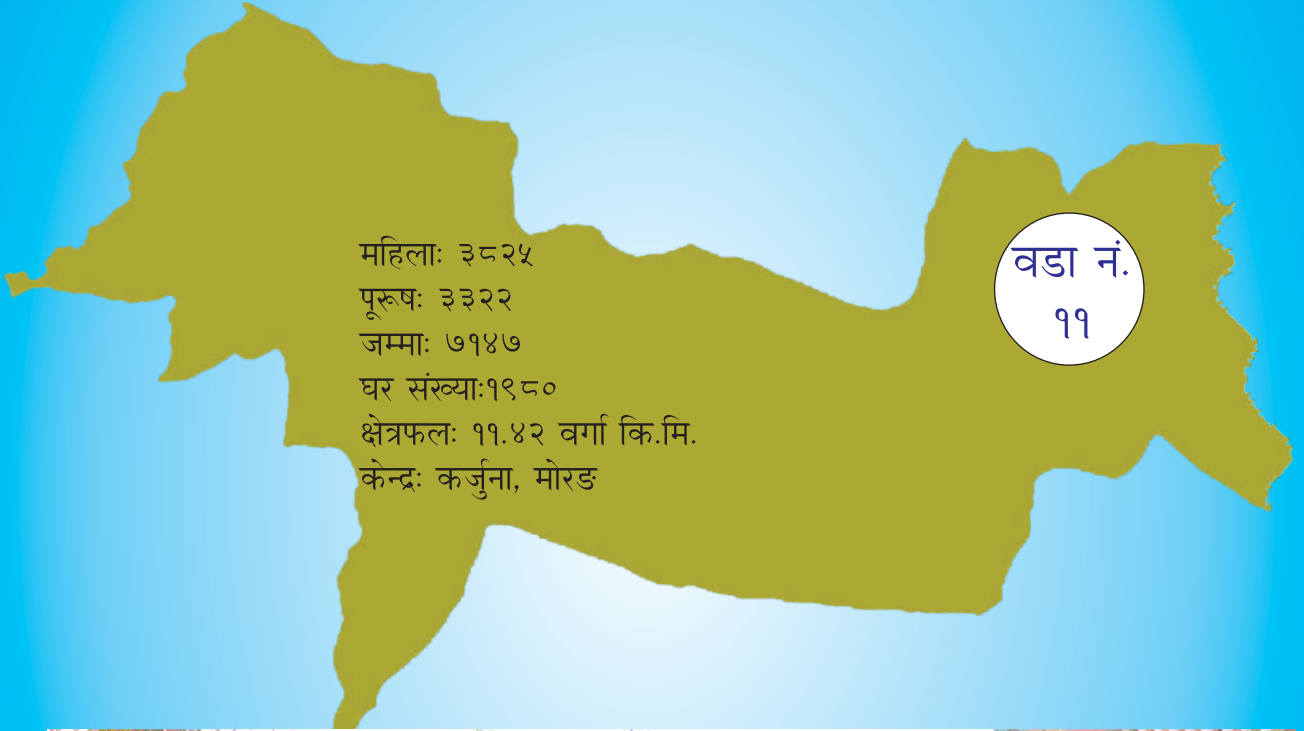 महिलाः ३८२५
पूरूषः ३३२२
जम्माः ७१४७
घर संख्याः१९८०
क्षेत्रफलः ११.४२ वर्गा कि.मि.
केन्द्रः कर्जुना, मोरङ
वडा नं.
११